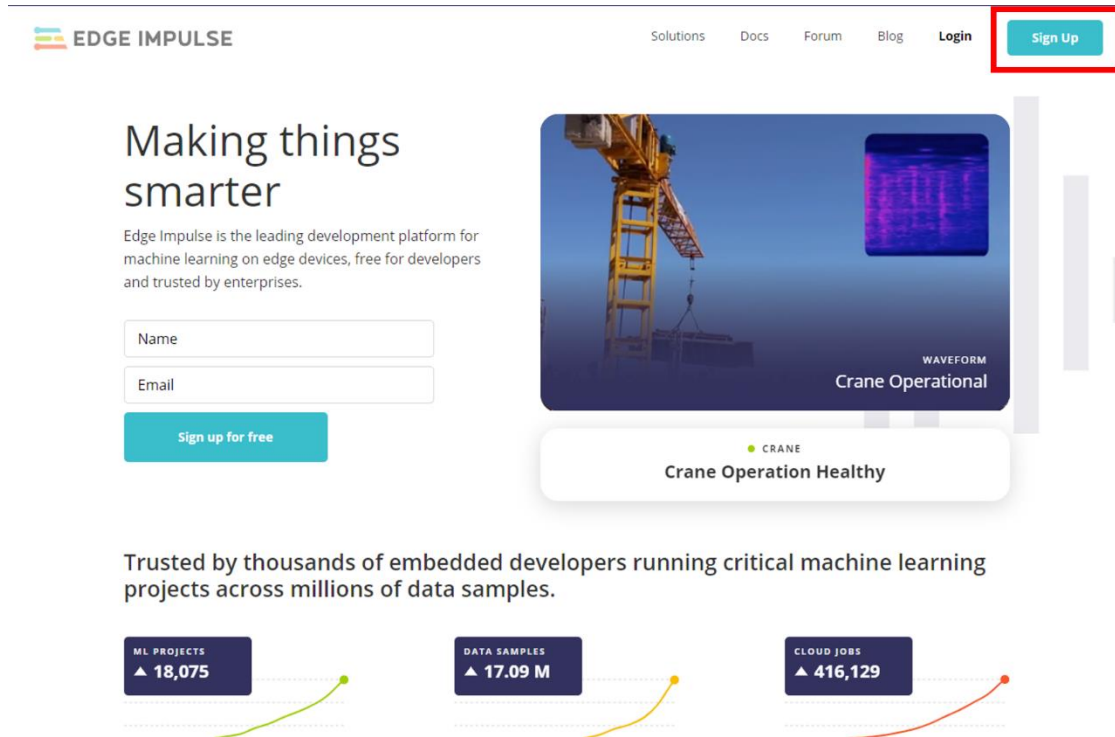 EDGE IMPULSE
Solutions Docs Forum Blog Login Sign Up
Making things
smarter
Edge Impulse is the leading development platform for
machine learning on edge devices, free for developers
and trusted by enterprises.
Name
Email
Sign up for free
WAVEFORM
Crane Operational
CRANE
Crane Operation Healthy
Trusted by thousands of embedded developers running critical machine learning
projects across millions of data samples.
ML PROJECTS
▲ 18,075
DATA SAMPLES
▲ 17.09 M
CLOUD JOBS
▲ 416,129